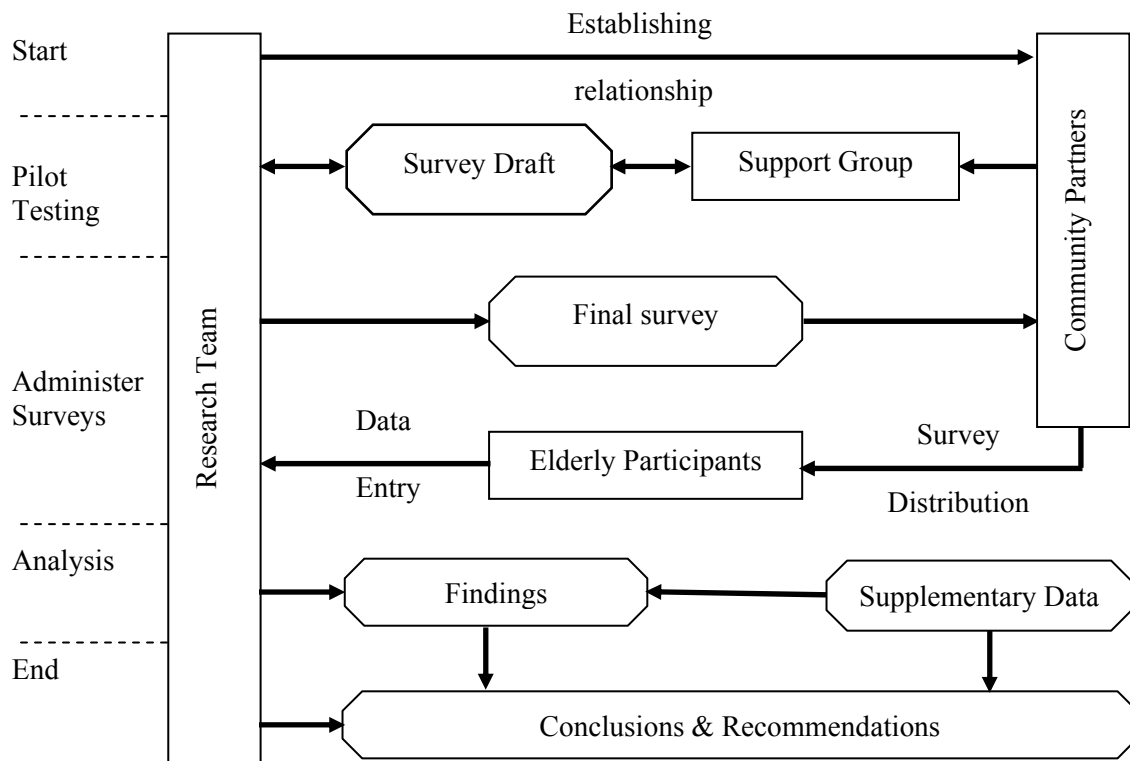 Start
Establishing
relationship
Research Team
Community Partners
Pilot
Testing
Survey Draft
Support Group
Administer
Surveys
Final survey
Data
Entry
Elderly Participants
Survey
Distribution
Analysis
Findings
Supplementary Data
End
Conclusions & Recommendations